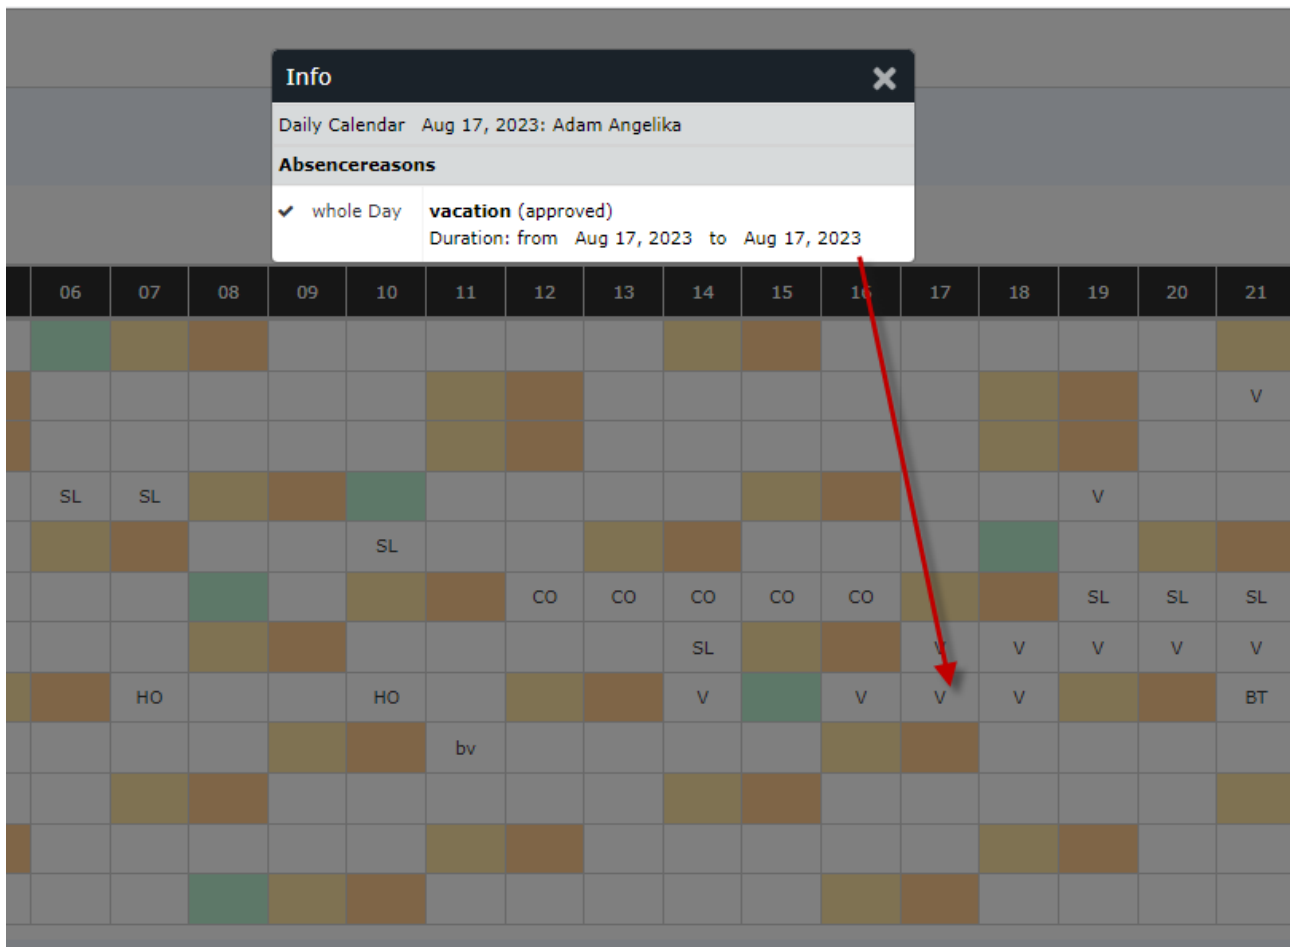 Info
Daily Calendar Aug 17, 2023: Adam Angelika
Absencereasons
whole Day vacation (approved)
Duration: from Aug 17, 2023 to Aug 17, 2023
06 07 08 09 10 11 12 13 14 15 16 17 18 19 20 21
V
SL SL V
SL
CO CO CO CO CO SL SL SL
SL V V V V V
HO HO V V V V BT
bv